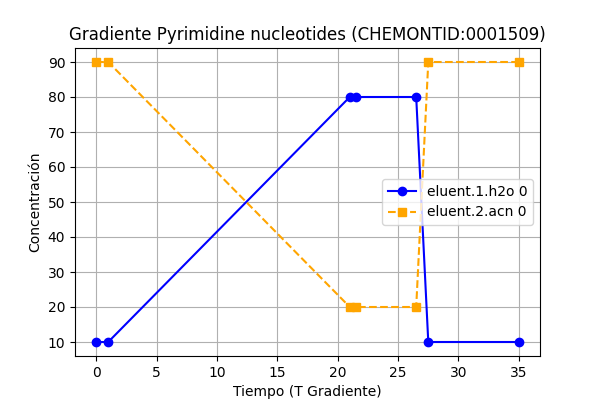 Gradiente Pyrimidine nucleotides (CHEMONTID:0001509)
90
80
70
60
50
40
30
20
10
Concentración
eluent.1.h2o 0
eluent.2.acn 0
0 5 10 15 20 25 30 35
Tiempo (T Gradiente)